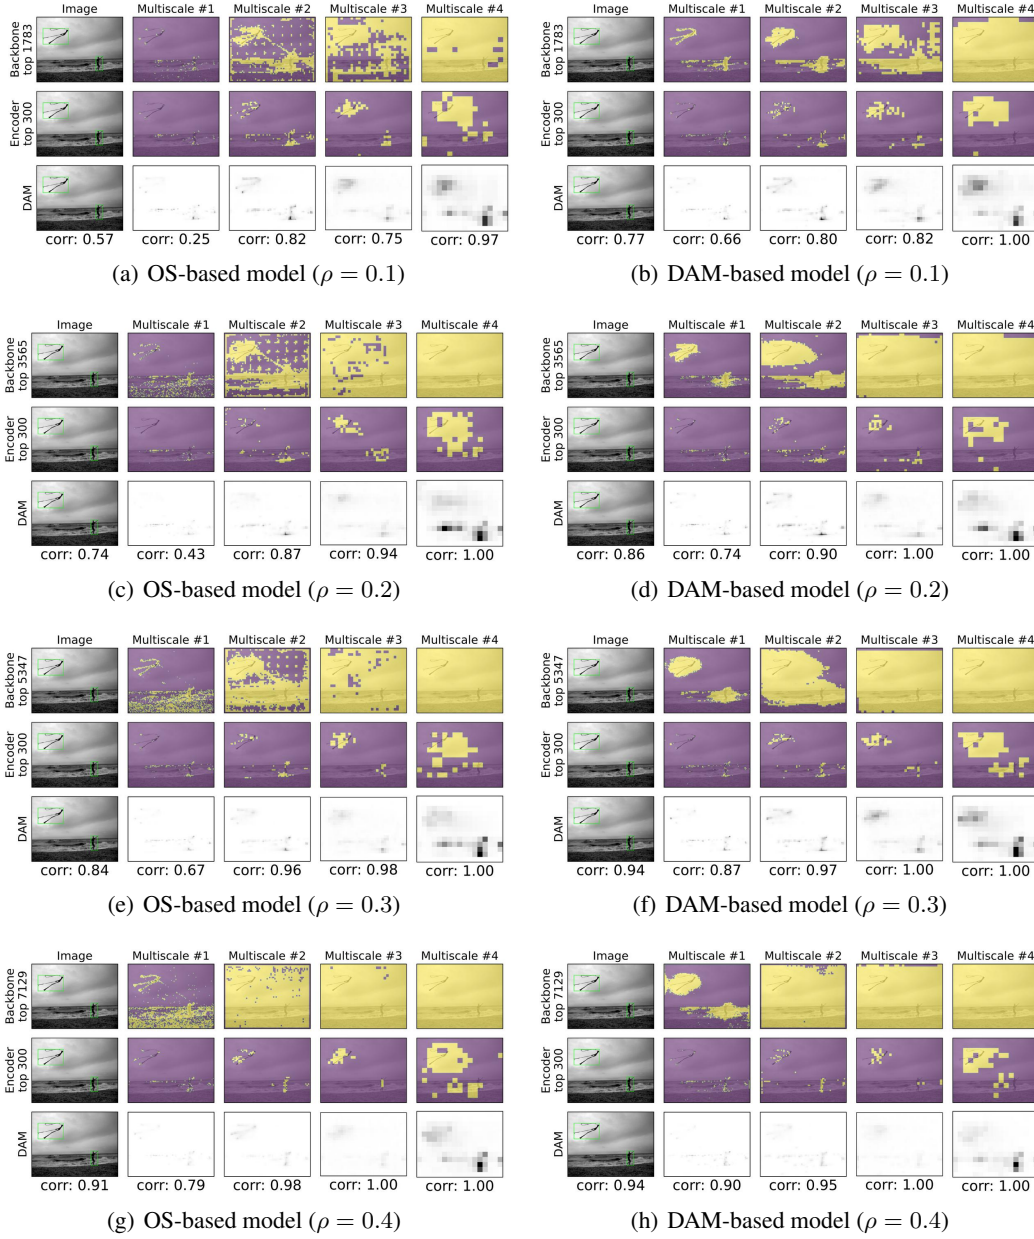 Image Multiscale #1 Multiscale #2 Multiscale #3 Multiscale #4
Backbone
top 1783
Encoder
top 300
DAM
corr: 0.57 corr: 0.25 corr: 0.82 corr: 0.75 corr: 0.97
(a) OS-based model (ρ = 0.1)
Image Multiscale #1 Multiscale #2 Multiscale #3 Multiscale #4
Backbone
top 1783
Encoder
top 300
DAM
corr: 0.77 corr: 0.66 corr: 0.80 corr: 0.82 corr: 1.00
(b) DAM-based model (ρ = 0.1)
Image Multiscale #1 Multiscale #2 Multiscale #3 Multiscale #4
Backbone
top 3565
Encoder
top 300
DAM
corr: 0.74 corr: 0.43 corr: 0.87 corr: 0.94 corr: 1.00
(c) OS-based model (ρ = 0.2)
Image Multiscale #1 Multiscale #2 Multiscale #3 Multiscale #4
Backbone
top 3565
Encoder
top 300
DAM
corr: 0.86 corr: 0.74 corr: 0.90 corr: 1.00 corr: 1.00
(d) DAM-based model (ρ = 0.2)
Image Multiscale #1 Multiscale #2 Multiscale #3 Multiscale #4
Backbone
top 5347
Encoder
top 300
DAM
corr: 0.84 corr: 0.67 corr: 0.96 corr: 0.98 corr: 1.00
(e) OS-based model (ρ = 0.3)
Image Multiscale #1 Multiscale #2 Multiscale #3 Multiscale #4
Backbone
top 5347
Encoder
top 300
DAM
corr: 0.94 corr: 0.87 corr: 0.97 corr: 1.00 corr: 1.00
(f) DAM-based model (ρ = 0.3)
Image Multiscale #1 Multiscale #2 Multiscale #3 Multiscale #4
Backbone
top 7129
Encoder
top 300
DAM
corr: 0.91 corr: 0.79 corr: 0.98 corr: 1.00 corr: 1.00
(g) OS-based model (ρ = 0.4)
Image Multiscale #1 Multiscale #2 Multiscale #3 Multiscale #4
Backbone
top 7129
Encoder
top 300
DAM
corr: 0.94 corr: 0.90 corr: 0.95 corr: 1.00 corr: 1.00
(h) DAM-based model (ρ = 0.4)